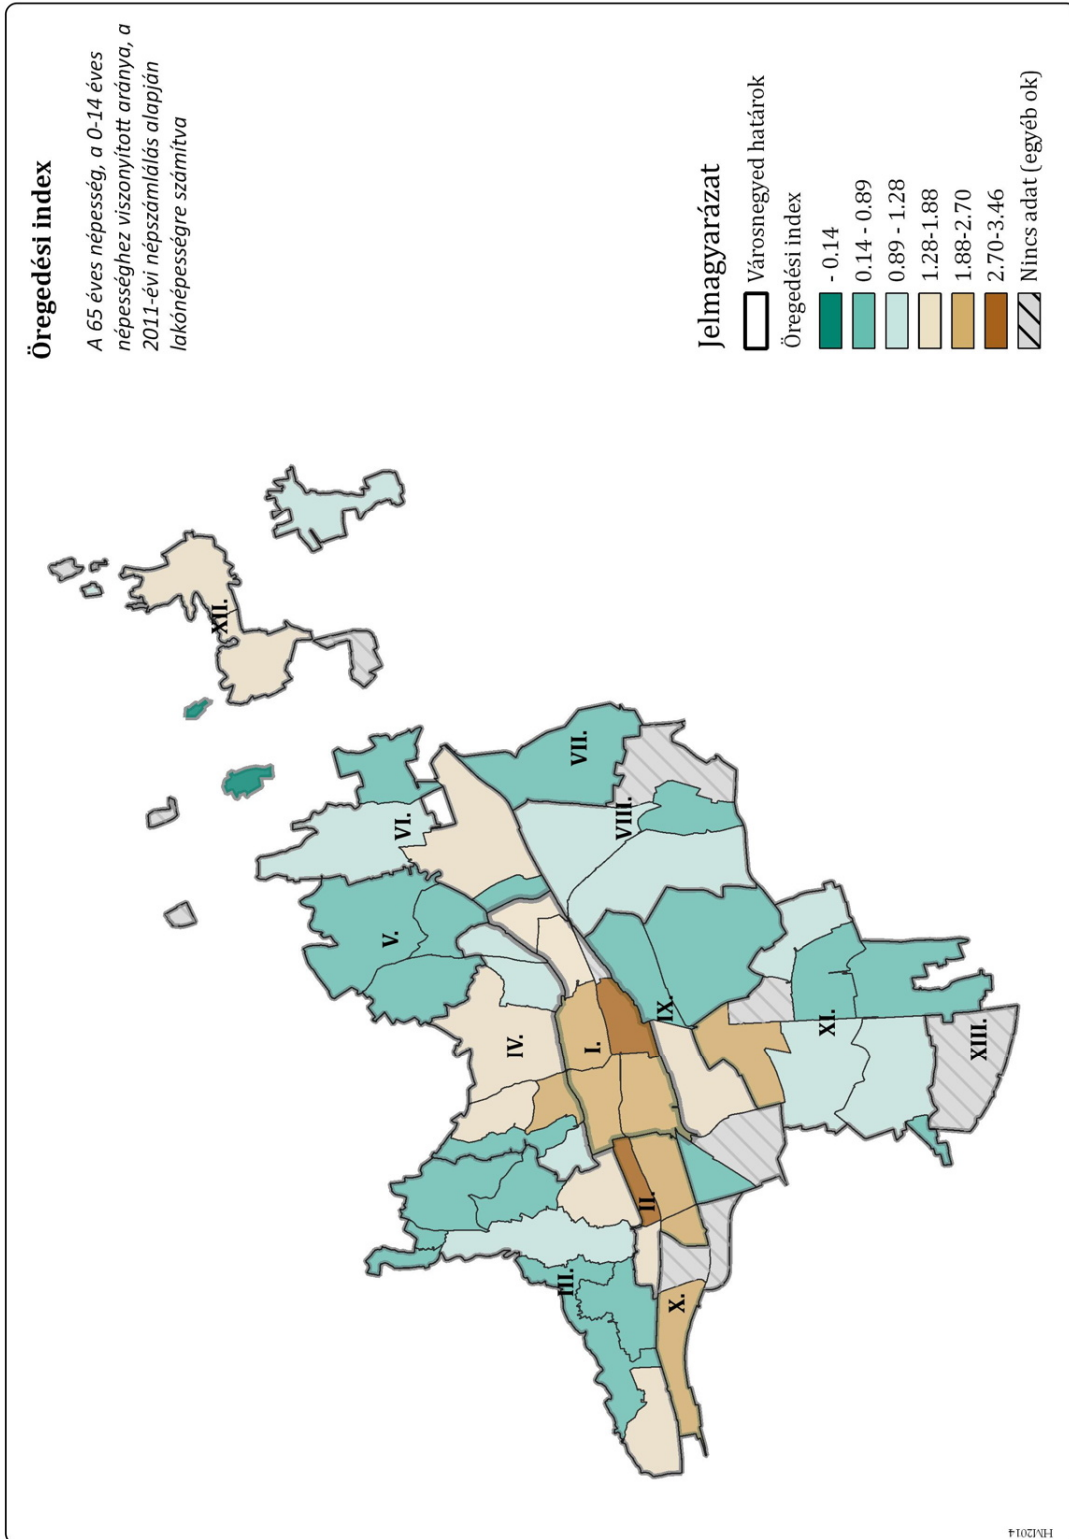 Öregedési index
A 65 éves népesség, a 0-14 éves
népességhez viszonyított aránya, a
2011-évi népszámlálás alapján
lakónépességre számítva
XII.
VI.
V.
VII.
VIII.
IV.
I.
IX.
XI.
XIII.
II.
III.
X.
Jelmagyarázat
Városnegyed határok
Öregedési index
- 0.14
0.14 - 0.89
0.89 - 1.28
1.28-1.88
1.88-2.70
2.70-3.46
Nincs adat (egyéb ok)
HM2014